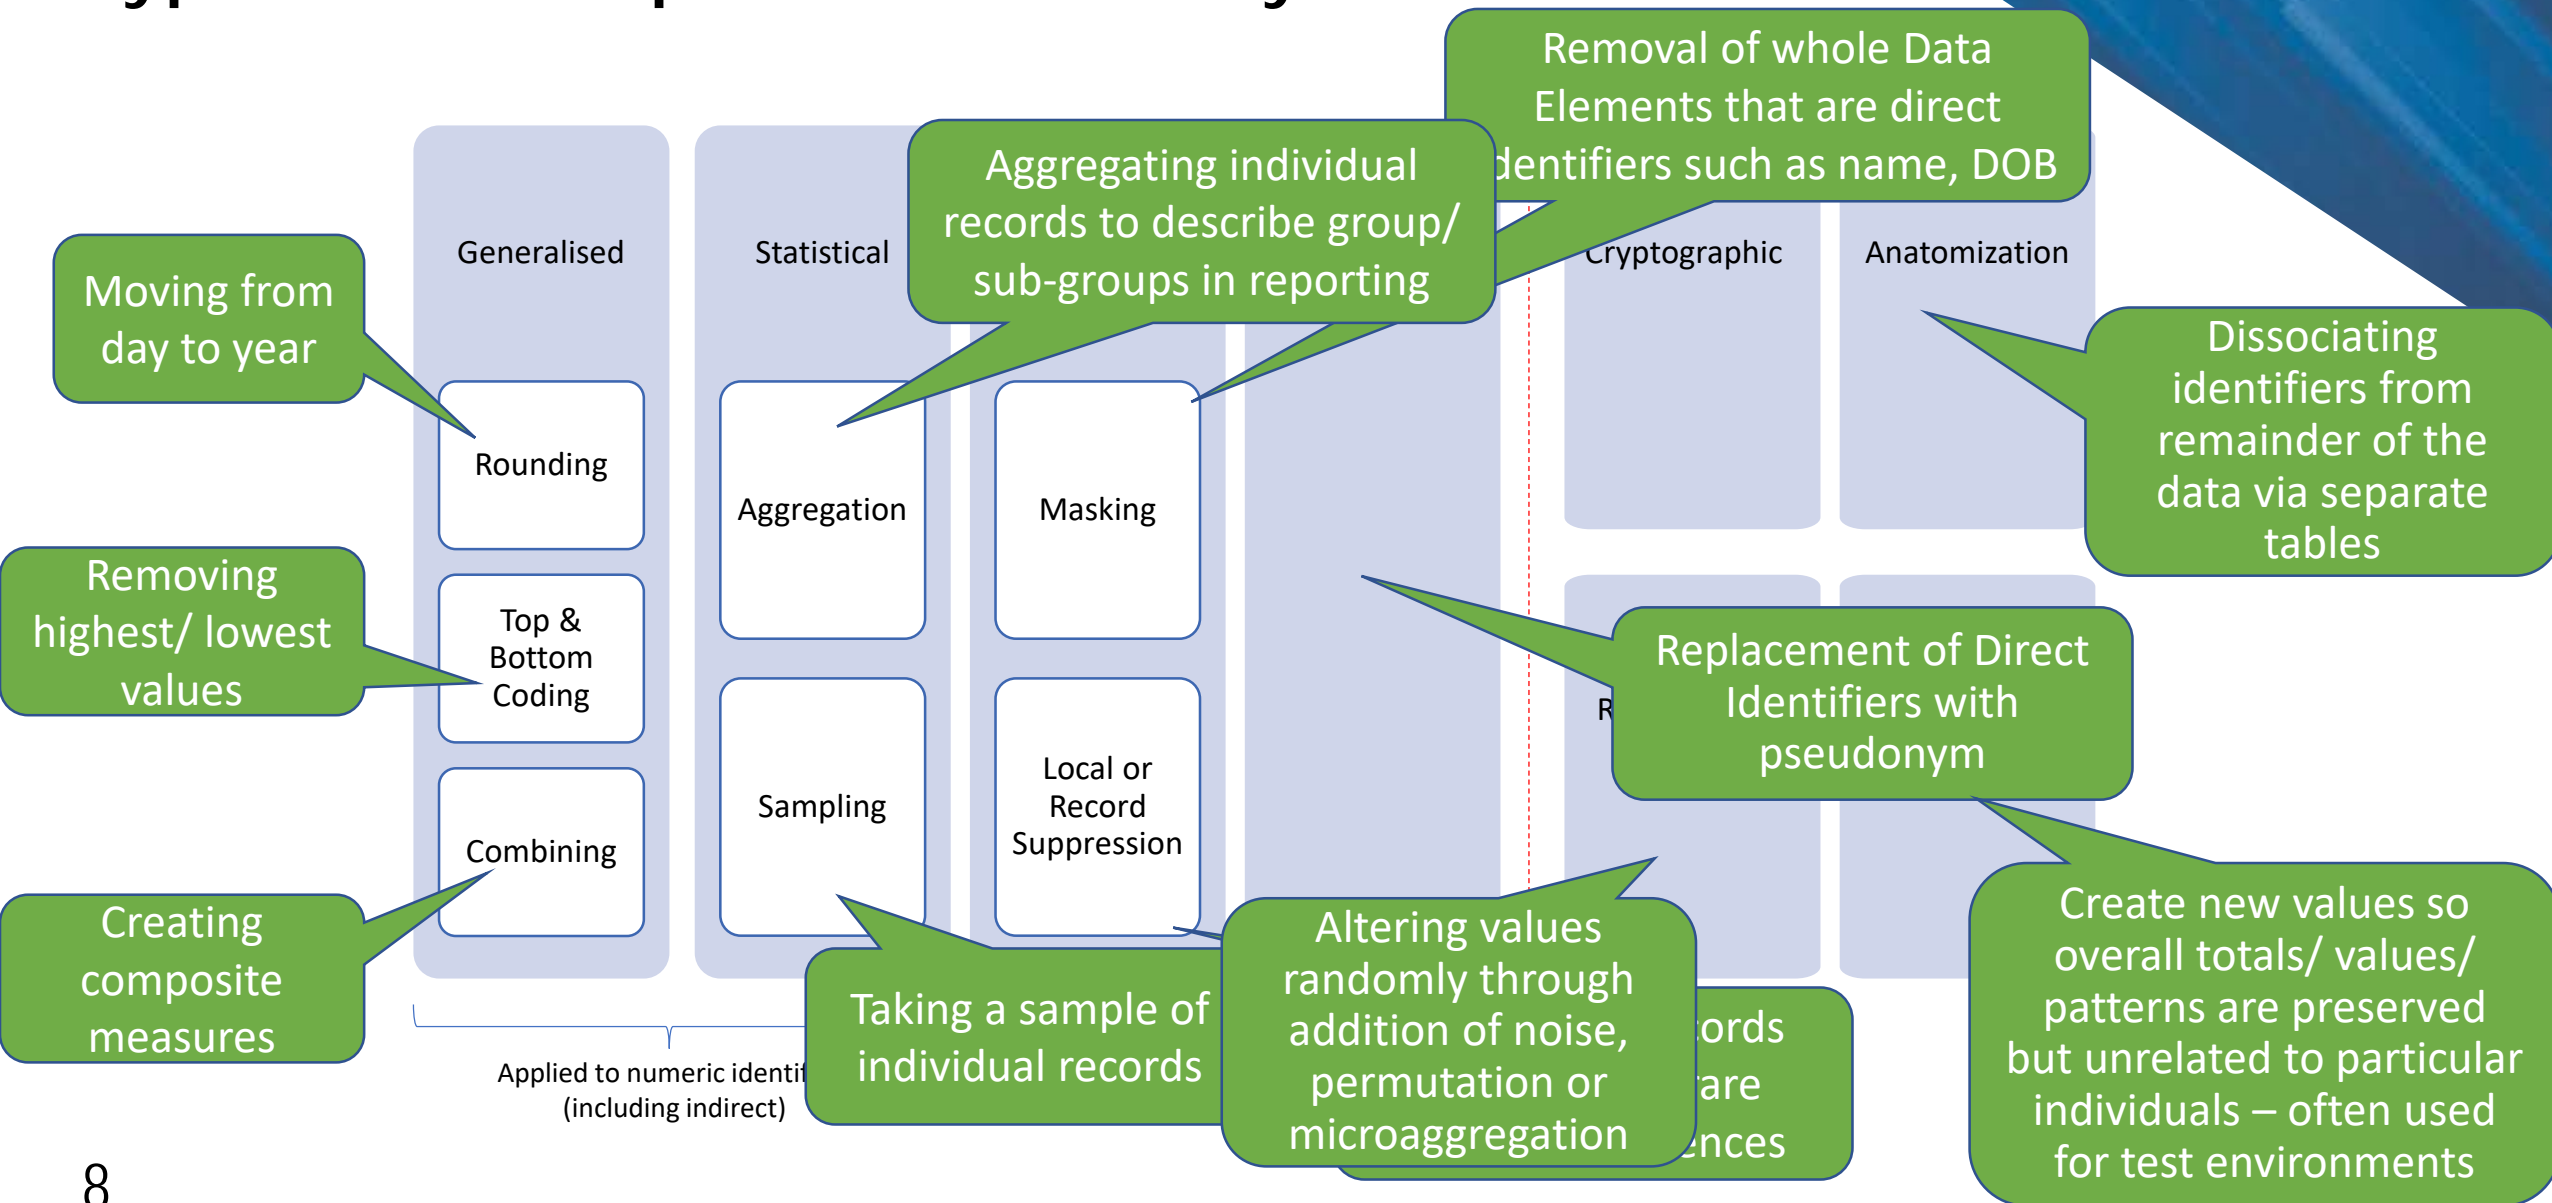 Removal of whole Data
Elements that are direct
dentifiers such as name, DOB
Aggregating individual
records to describe group/
sub-groups in reporting
Generalised
Statistical
Cryptographic
Anatomization
Moving from
day to year
Dissociating
identifiers from
remainder of the
data via separate
tables
Rounding
Aggregation
Masking
Removing
highest/ lowest
values
Top &
Bottom
Coding
Replacement of Direct
Identifiers with
pseudonym
R
Sampling
Local or
Record
Suppression
Combining
Creating
composite
measures
Taking a sample of
individual records
Altering values
randomly through
addition of noise,
permutation or
microaggregation
ords
are
ences
Create new values so
overall totals/ values/
patterns are preserved
but unrelated to particular
individuals – often used
for test environments
Applied to numeric identif
(including indirect)
8